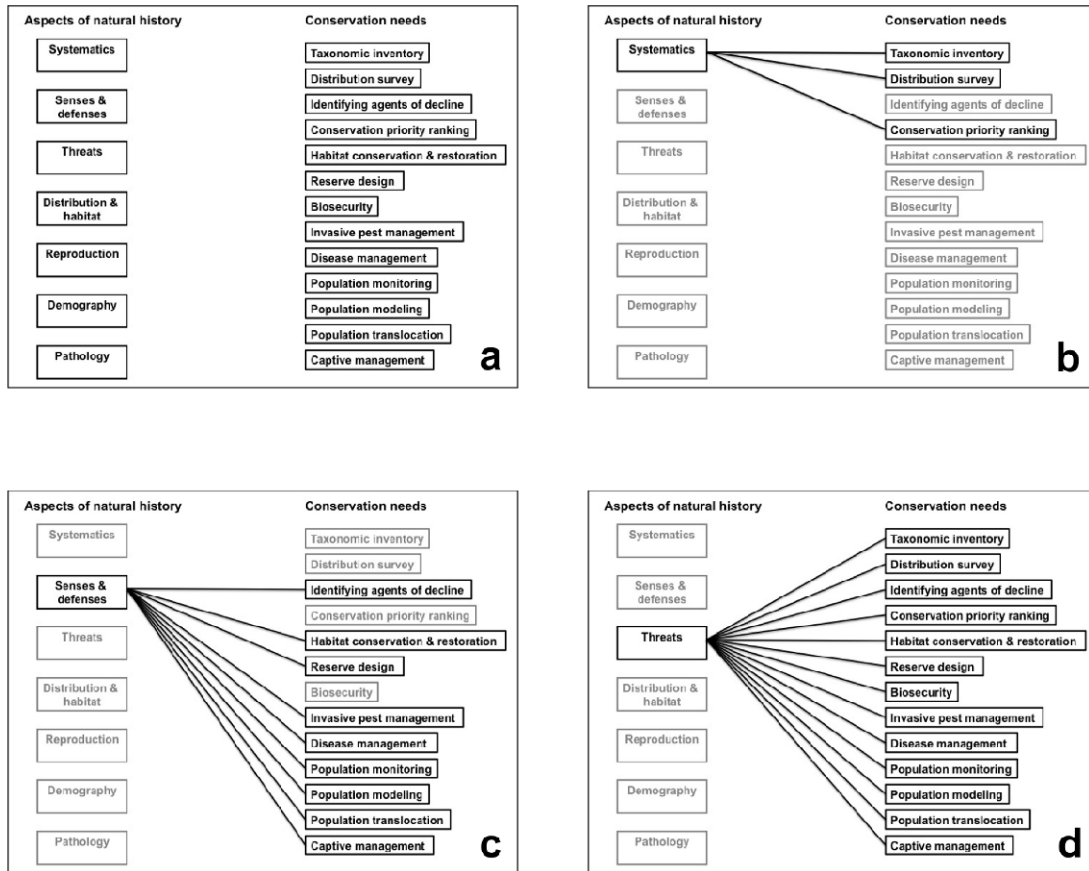 Aspects of natural history
Conservation needs
Systematics
Senses &
defenses
Threats
Distribution &
habitat
Reproduction
Demography
Pathology
Taxonomic inventory
Distribution survey
Identifying agents of decline
Conservation priority ranking
Habitat conservation & restoration
Reserve design
Biosecurity
Invasive pest management
Disease management
Population monitoring
Population modeling
Population translocation
Captive management
a
Aspects of natural history
Conservation needs
Systematics
Senses &
defenses
Threats
Distribution &
habitat
Reproduction
Demography
Pathology
Taxonomic inventory
Distribution survey
Identifying agents of decline
Conservation priority ranking
Habitat conservation & restoration
Reserve design
Biosecurity
Invasive pest management
Disease management
Population monitoring
Population modeling
Population translocation
Captive management
b
Aspects of natural history
Conservation needs
Systematics
Senses &
defenses
Threats
Distribution &
habitat
Reproduction
Demography
Pathology
Taxonomic inventory
Distribution survey
Identifying agents of decline
Conservation priority ranking
Habitat conservation & restoration
Reserve design
Biosecurity
Invasive pest management
Disease management
Population monitoring
Population modeling
Population translocation
Captive management
c
Aspects of natural history
Conservation needs
Systematics
Senses &
defenses
Threats
Distribution &
habitat
Reproduction
Demography
Pathology
Taxonomic inventory
Distribution survey
Identifying agents of decline
Conservation priority ranking
Habitat conservation & restoration
Reserve design
Biosecurity
Invasive pest management
Disease management
Population monitoring
Population modeling
Population translocation
Captive management
d